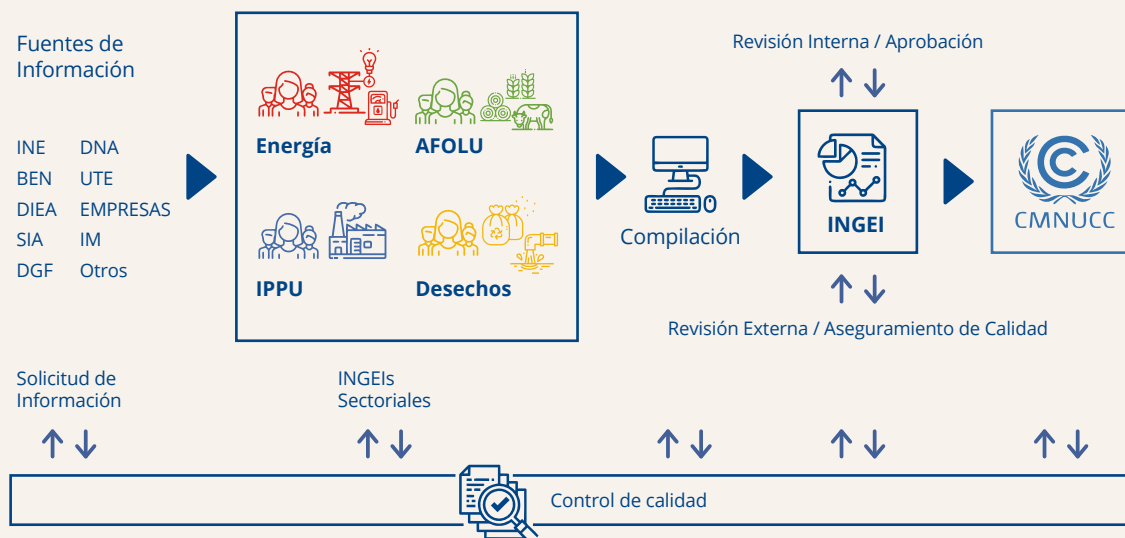 Fuentes de
Información
INE DNA
BEN UTE
DIEA EMPRESAS
SIA IM
DGF Otros
Energía
AFOLU
IPPU
Desechos
Compilación
Revisión Interna / Aprobación
INGEI
CMNUCC
Revisión Externa / Aseguramiento de Calidad
Solicitud de
Información
INGEIs
Sectoriales
Control de calidad